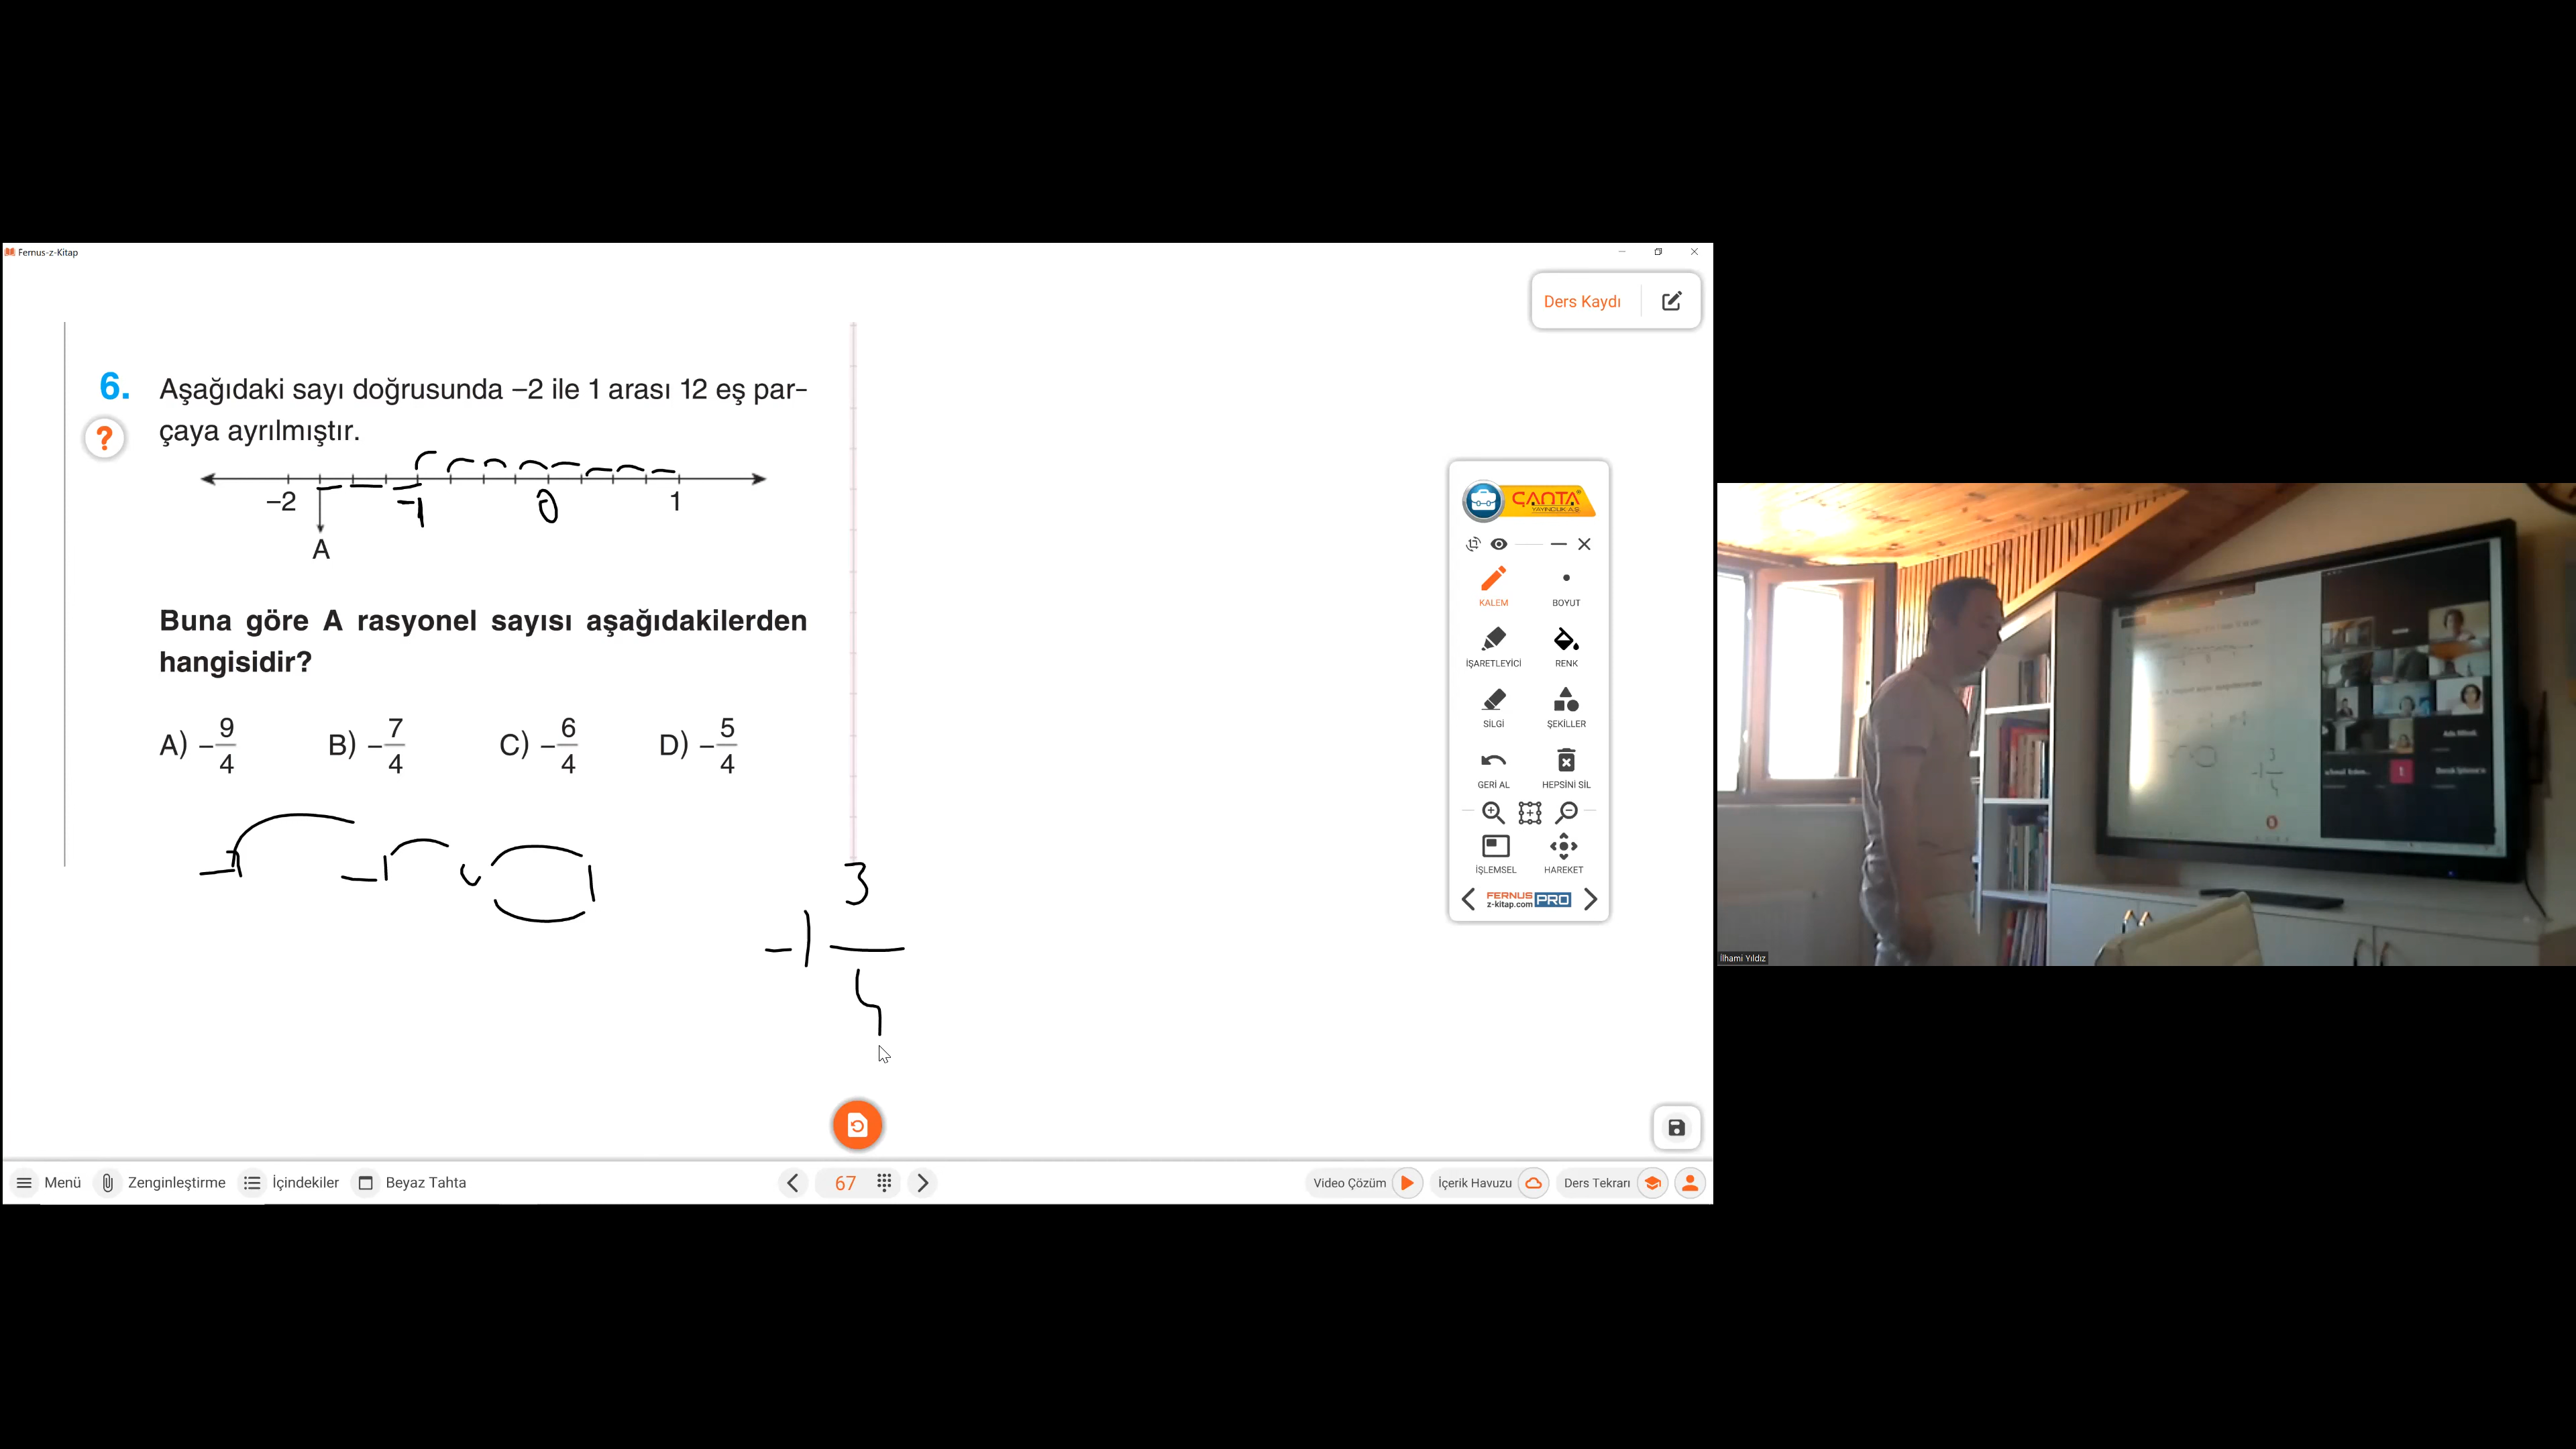 Fernus-z-Kitap
Ders Kaydı
6. Aşağıdaki sayı doğrusunda –2 ile 1 arası 12 eş par–
çaya ayrılmıştır.
–2 -1 0 1
A
Buna göre A rasyonel sayısı aşağıdakilerden
hangisidir?
A) –9/4 B) –7/4 C) –6/4 D) –5/4
-1 3/4
ÇANTA
YAYINCILIK A.Ş.
KALEM BOYUT
İŞARETLEYİCİ RENK
SİLGİ ŞEKİLLER
GERİ AL HEPSİNİ SİL
İŞLEMSEL HAREKET
FERNUS PRO
z-kitap.com
İlhami Yıldız
Menü Zenginleştirme İçindekiler Beyaz Tahta 67 Video Çözüm İçerik Havuzu Ders Tekrarı